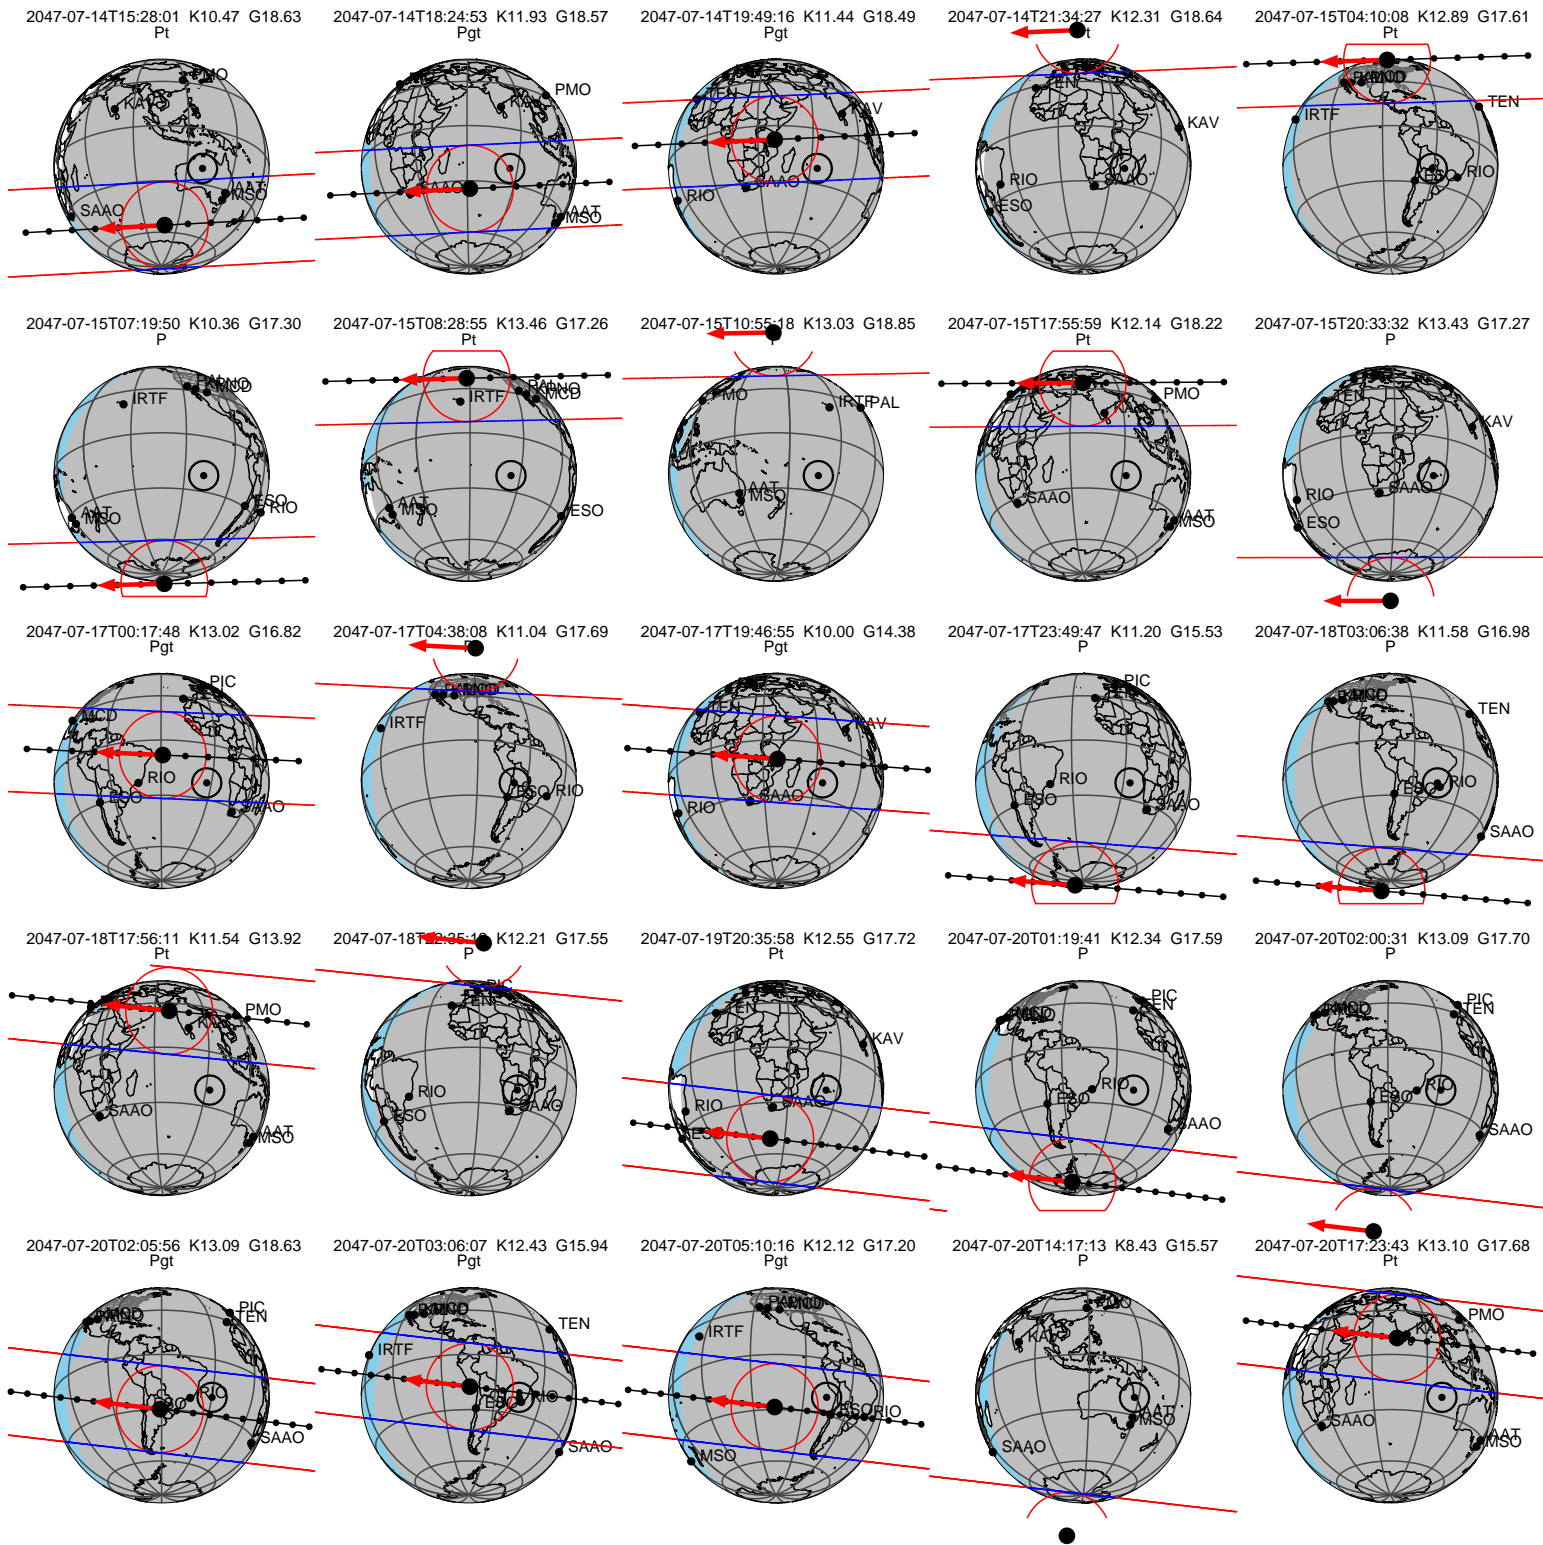 2047-07-14T15:28:01 K10.47 G18.63
Pt
PMO
KAV
SAAO
AAT
MSO
2047-07-14T18:24:53 K11.93 G18.57
Pgt
PMO
KAV
SAAO
AAT
MSO
2047-07-14T19:49:16 K11.44 G18.49
Pgt
TEN
KAV
SAAO
RIO
2047-07-14T21:34:27 K12.31 G18.64
TEN
KAV
RIO
SAAO
ESO
2047-07-15T04:10:08 K12.89 G17.61
Pt
TEN
IRTF
ESO
RIO
2047-07-15T07:19:50 K10.36 G17.30
P
MCD
IRTF
ESO
RIO
AAT
MSO
2047-07-15T08:28:55 K13.46 G17.26
Pt
IRTF
MCD
AAT
MSO
ESO
2047-07-15T10:55:18 K13.03 G18.85
PMO
IRTF
PAL
AAT
MSO
2047-07-15T17:55:59 K12.14 G18.22
Pt
PMO
SAAO
AAT
MSO
2047-07-15T20:33:32 K13.43 G17.27
P
TEN
KAV
RIO
SAAO
ESO
2047-07-17T00:17:48 K13.02 G16.82
Pgt
PIC
MCD
RIO
ESO
SAAO
2047-07-17T04:38:08 K11.04 G17.69
IRTF
ESO
RIO
2047-07-17T19:46:55 K10.00 G14.38
Pgt
TEN
KAV
SAAO
RIO
2047-07-17T23:49:47 K11.20 G15.53
P
PIC
TEN
RIO
ESO
SAAO
2047-07-18T03:06:38 K11.58 G16.98
P
TEN
RIO
ESO
SAAO
2047-07-18T17:56:11 K11.54 G13.92
Pt
PMO
KAV
SAAO
AAT
MSO
K12.21 G17.55
P
PIC
TEN
RIO
SAAO
ESO
2047-07-19T20:35:58 K12.55 G17.72
Pt
TEN
KAV
RIO
SAAO
ESO
2047-07-20T01:19:41 K12.34 G17.59
P
PIC
TEN
RIO
ESO
SAAO
2047-07-20T02:00:31 K13.09 G17.70
P
PIC
TEN
RIO
ESO
SAAO
2047-07-20T02:05:56 K13.09 G18.63
Pgt
PIC
TEN
RIO
ESO
SAAO
2047-07-20T03:06:07 K12.43 G15.94
Pgt
TEN
IRTF
RIO
ESO
SAAO
2047-07-20T05:10:16 K12.12 G17.20
Pgt
IRTF
ESO
RIO
MSO
2047-07-20T14:17:13 K8.43 G15.57
P
PMO
KAV
AAT
MSO
SAAO
2047-07-20T17:23:43 K13.10 G17.68
Pt
PMO
KAV
SAAO
AAT
MSO